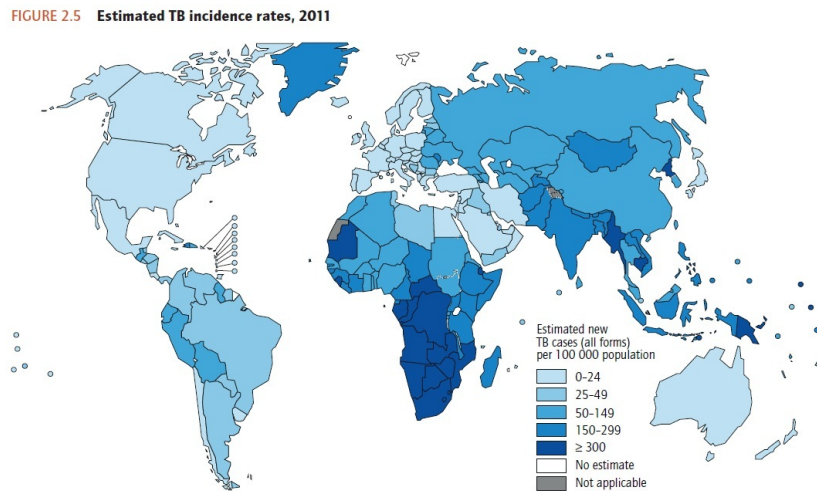 FIGURE 2.5 Estimated TB incidence rates, 2011
Estimated new
TB cases (all forms)
per 100 000 population
0–24
25–49
50–149
150–299
≥ 300
No estimate
Not applicable